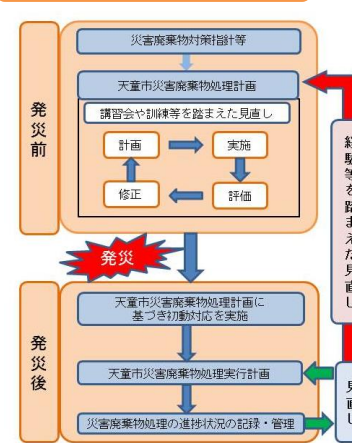 災害廃棄物対策指針等
天童市災害廃棄物処理計画
講習会や訓練等を踏まえた見直し
計画
実施
修正
評価
発災前
経験等を踏まえた見直し
発災
天童市災害廃棄物処理計画に
基づき初動対応を実施
天童市災害廃棄物処理実行計画
災害廃棄物処理の進捗状況の記録・管理
発災後
見直し